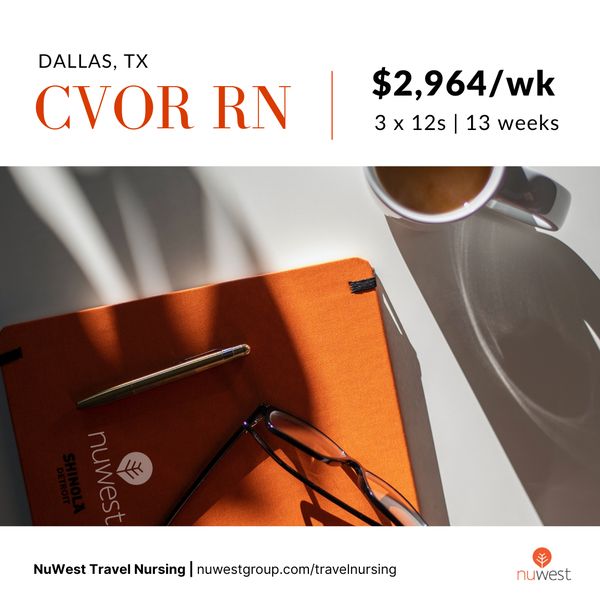 DALLAS, TX
CVOR RN
$2,964/wk
3 x 12s | 13 weeks
nuwest
SHINOLA
DETROIT
NuWest Travel Nursing | nuwestgroup.com/travelnursing
nuwest